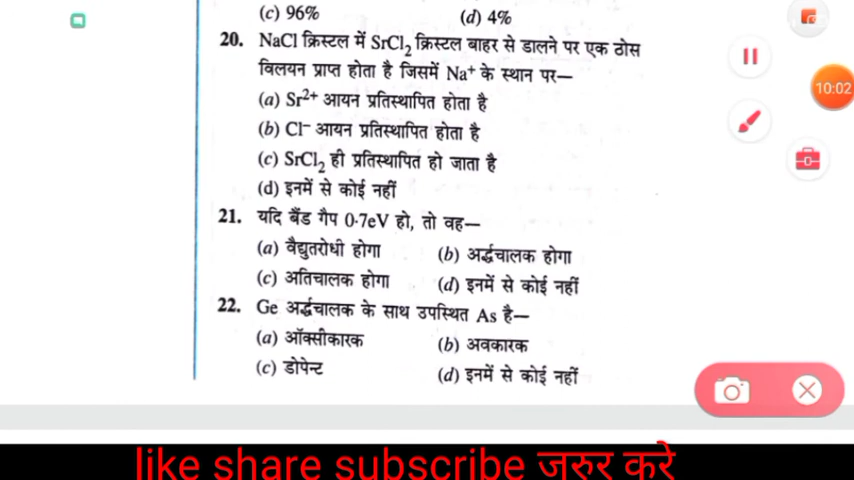 (c) 96% (d) 4%
20. NaCl क्रिस्टल में SrCl₂ क्रिस्टल बाहर से डालने पर एक ठोस
विलयन प्राप्त होता है जिसमें Na⁺ के स्थान पर—
(a) Sr²⁺ आयन प्रतिस्थापित होता है
(b) Cl⁻ आयन प्रतिस्थापित होता है
(c) SrCl₂ ही प्रतिस्थापित हो जाता है
(d) इनमें से कोई नहीं
21. यदि बैंड गैप 0·7eV हो, तो वह—
(a) वैद्युतरोधी होगा (b) अर्द्धचालक होगा
(c) अतिचालक होगा (d) इनमें से कोई नहीं
22. Ge अर्द्धचालक के साथ उपस्थित As है—
(a) ऑक्सीकारक (b) अवकारक
(c) डोपेन्ट (d) इनमें से कोई नहीं
10:02
like share subscribe जरुर करे